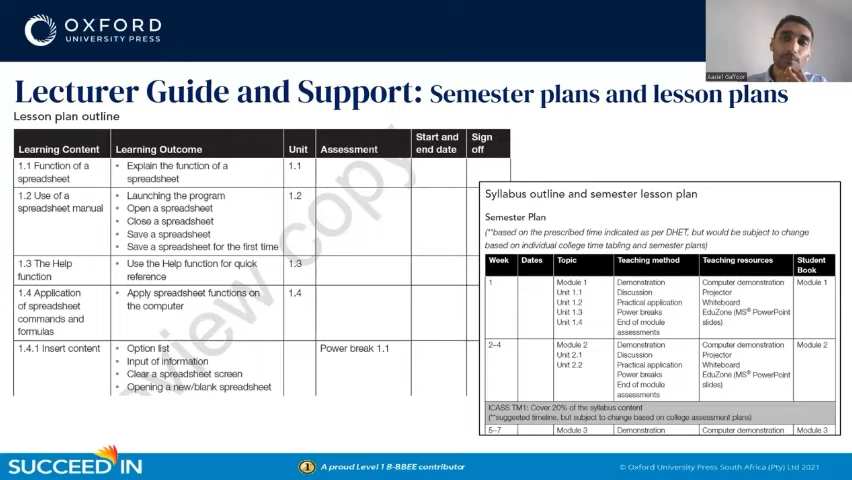 OXFORD
UNIVERSITY PRESS
Aasief Gaffoor
Lecturer Guide and Support: Semester plans and lesson plans
Lesson plan outline
Learning Content Learning Outcome Unit Assessment Start and end date Sign off
1.1 Function of a spreadsheet • Explain the function of a spreadsheet 1.1
1.2 Use of a spreadsheet manual • Launching the program 1.2
• Open a spreadsheet
• Close a spreadsheet
• Save a spreadsheet
• Save a spreadsheet for the first time
1.3 The Help function • Use the Help function for quick reference 1.3
1.4 Application of spreadsheet commands and formulas • Apply spreadsheet functions on the computer 1.4
1.4.1 Insert content • Option list Power break 1.1
• Input of information
• Clear a spreadsheet screen
• Opening a new/blank spreadsheet
eview copy
Syllabus outline and semester lesson plan
Semester Plan
(**based on the prescribed time indicated as per DHET, but would be subject to change
based on individual college time tabling and semester plans)
Week Dates Topic Teaching method Teaching resources Student Book
1 Module 1 Demonstration Computer demonstration Module 1
Unit 1.1 Discussion Projector
Unit 1.2 Practical application Whiteboard
Unit 1.3 Power breaks EduZone (MS® PowerPoint
Unit 1.4 End of module slides)
assessments
2–4 Module 2 Demonstration Computer demonstration Module 2
Unit 2.1 Discussion Projector
Unit 2.2 Practical application Whiteboard
Power breaks EduZone (MS® PowerPoint
End of module slides)
assessments
ICASS TM1: Cover 20% of the syllabus content
(**suggested timeline, but subject to change based on college assessment plans)
5–7 Module 3 Demonstration Computer demonstration Module 3
SUCCEED IN
1 A proud Level 1 B-BBEE contributor
© Oxford University Press South Africa (Pty) Ltd 2021